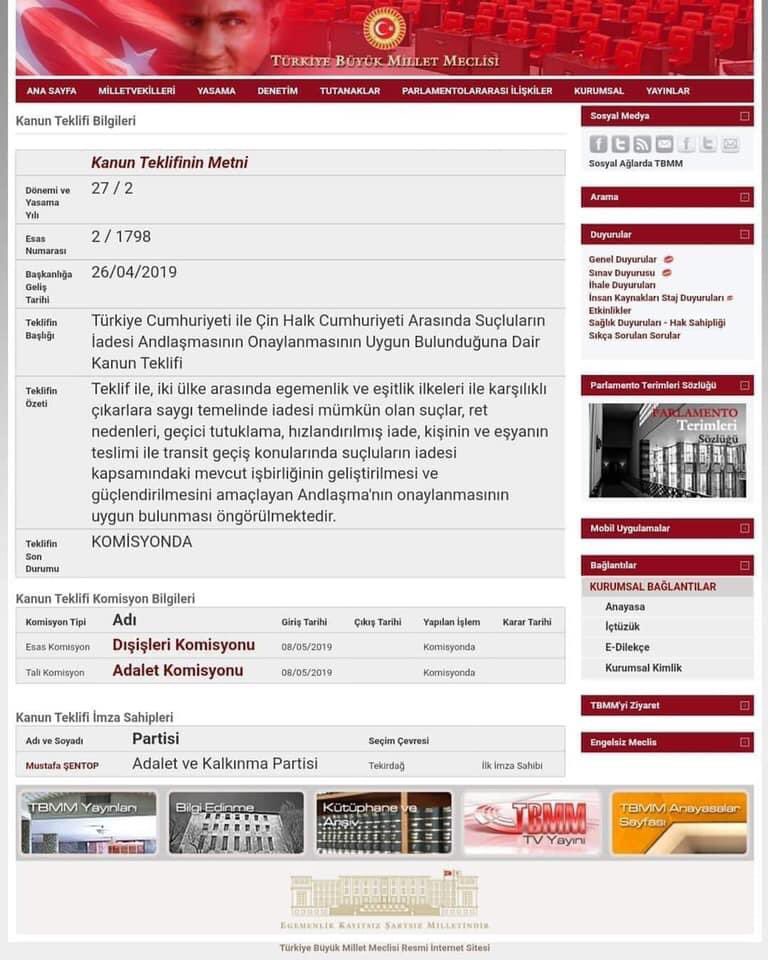 TÜRKİYE BÜYÜK MİLLET MECLİSİ
ANA SAYFA MİLLETVEKİLLERİ YASAMA DENETİM TUTANAKLAR PARLAMENTOLARARASI İLİŞKİLER KURUMSAL YAYINLAR
Kanun Teklifi Bilgileri
Kanun Teklifinin Metni
Dönemi ve Yasama Yılı 27 / 2
Esas Numarası 2 / 1798
Başkanlığa Geliş Tarihi 26/04/2019
Teklifin Başlığı
Türkiye Cumhuriyeti ile Çin Halk Cumhuriyeti Arasında Suçluların
İadesi Andlaşmasının Onaylanmasının Uygun Bulunduğuna Dair
Kanun Teklifi
Teklifin Özeti
Teklif ile, iki ülke arasında egemenlik ve eşitlik ilkeleri ile karşılıklı
çıkarlara saygı temelinde iadesi mümkün olan suçlar, ret
nedenleri, geçici tutuklama, hızlandırılmış iade, kişinin ve eşyanın
teslimi ile transit geçiş konularında suçluların iadesi
kapsamındaki mevcut işbirliğinin geliştirilmesi ve
güçlendirilmesini amaçlayan Andlaşma'nın onaylanmasının
uygun bulunması öngörülmektedir.
Teklifin Son Durumu KOMİSYONDA
Kanun Teklifi Komisyon Bilgileri
Komisyon Tipi Adı Giriş Tarihi Çıkış Tarihi Yapılan İşlem Karar Tarihi
Esas Komisyon Dışişleri Komisyonu 08/05/2019 Komisyonda
Tali Komisyon Adalet Komisyonu 08/05/2019 Komisyonda
Kanun Teklifi İmza Sahipleri
Adı ve Soyadı Partisi Seçim Çevresi
Mustafa ŞENTOP Adalet ve Kalkınma Partisi Tekirdağ İlk İmza Sahibi
Sosyal Medya
Sosyal Ağlarda TBMM
Arama
Duyurular
Genel Duyurular
Sınav Duyurusu
İhale Duyuruları
İnsan Kaynakları Staj Duyuruları
Etkinlikler
Sağlık Duyuruları - Hak Sahipliği
Sıkça Sorulan Sorular
Parlamento Terimleri Sözlüğü
PARLAMENTO
Terimleri
Sözlüğü
Mobil Uygulamalar
Bağlantılar
KURUMSAL BAĞLANTILAR
Anayasa
İçtüzük
E-Dilekçe
Kurumsal Kimlik
TBMM'yi Ziyaret
Engelsiz Meclis
TBMM Yayınları
Bilgi Edinme
Kütüphane ve
Arşiv
TBMM
TV Yayını
TBMM Anayasalar
Sayfası
EGEMENLİK KAYITSIZ ŞARTSIZ MİLLETİNDİR
Türkiye Büyük Millet Meclisi Resmi İnternet Sitesi